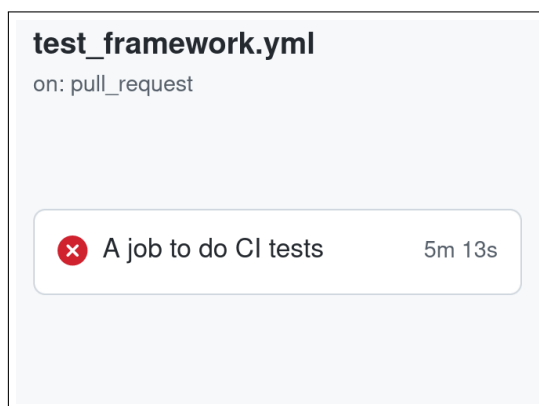 test_framework.yml
on: pull_request
A job to do CI tests 5m 13s